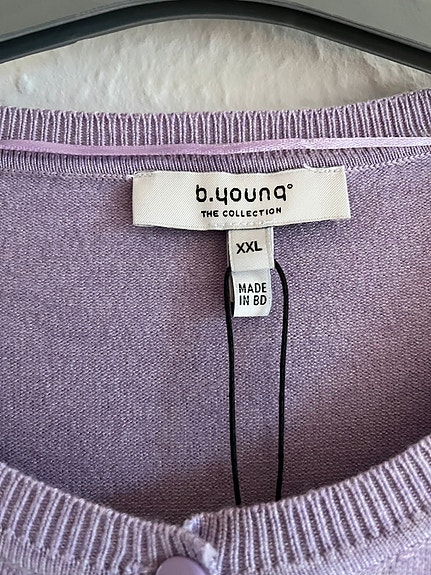 b.young°
THE COLLECTION
XXL
MADE
IN BD